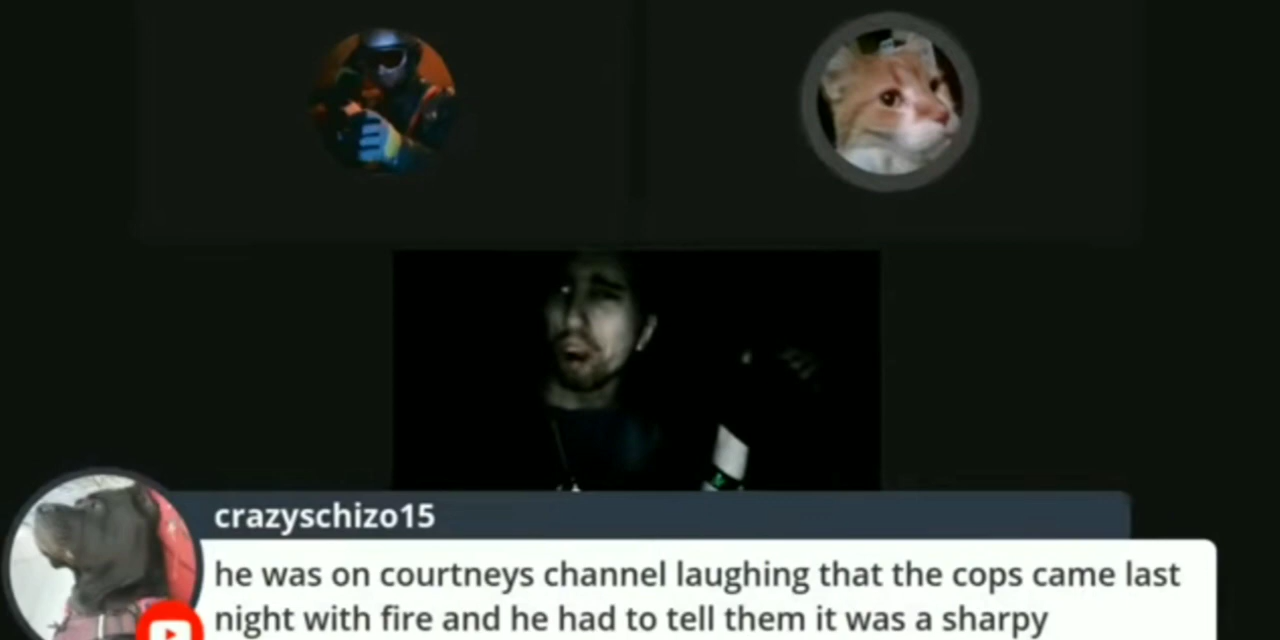 crazyschizo15
he was on courtneys channel laughing that the cops came last
night with fire and he had to tell them it was a sharpy